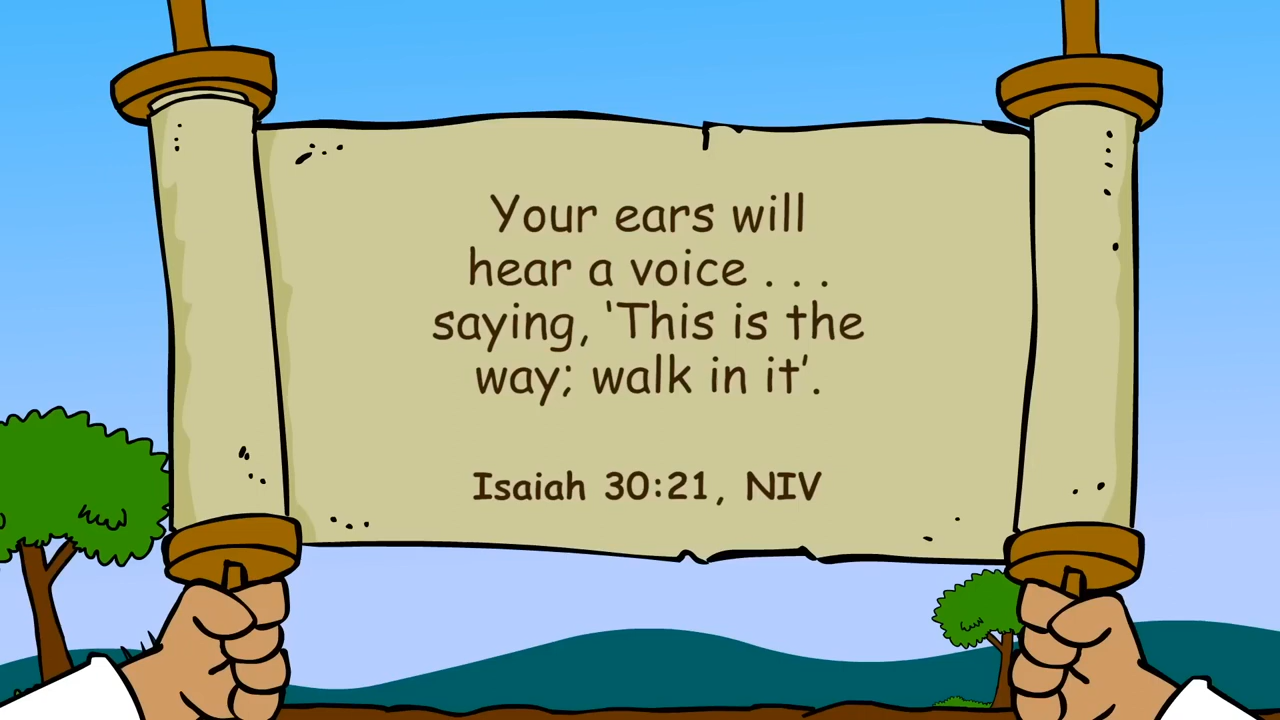 Your ears will
hear a voice . . .
saying, ‘This is the
way; walk in it’.
Isaiah 30:21, NIV